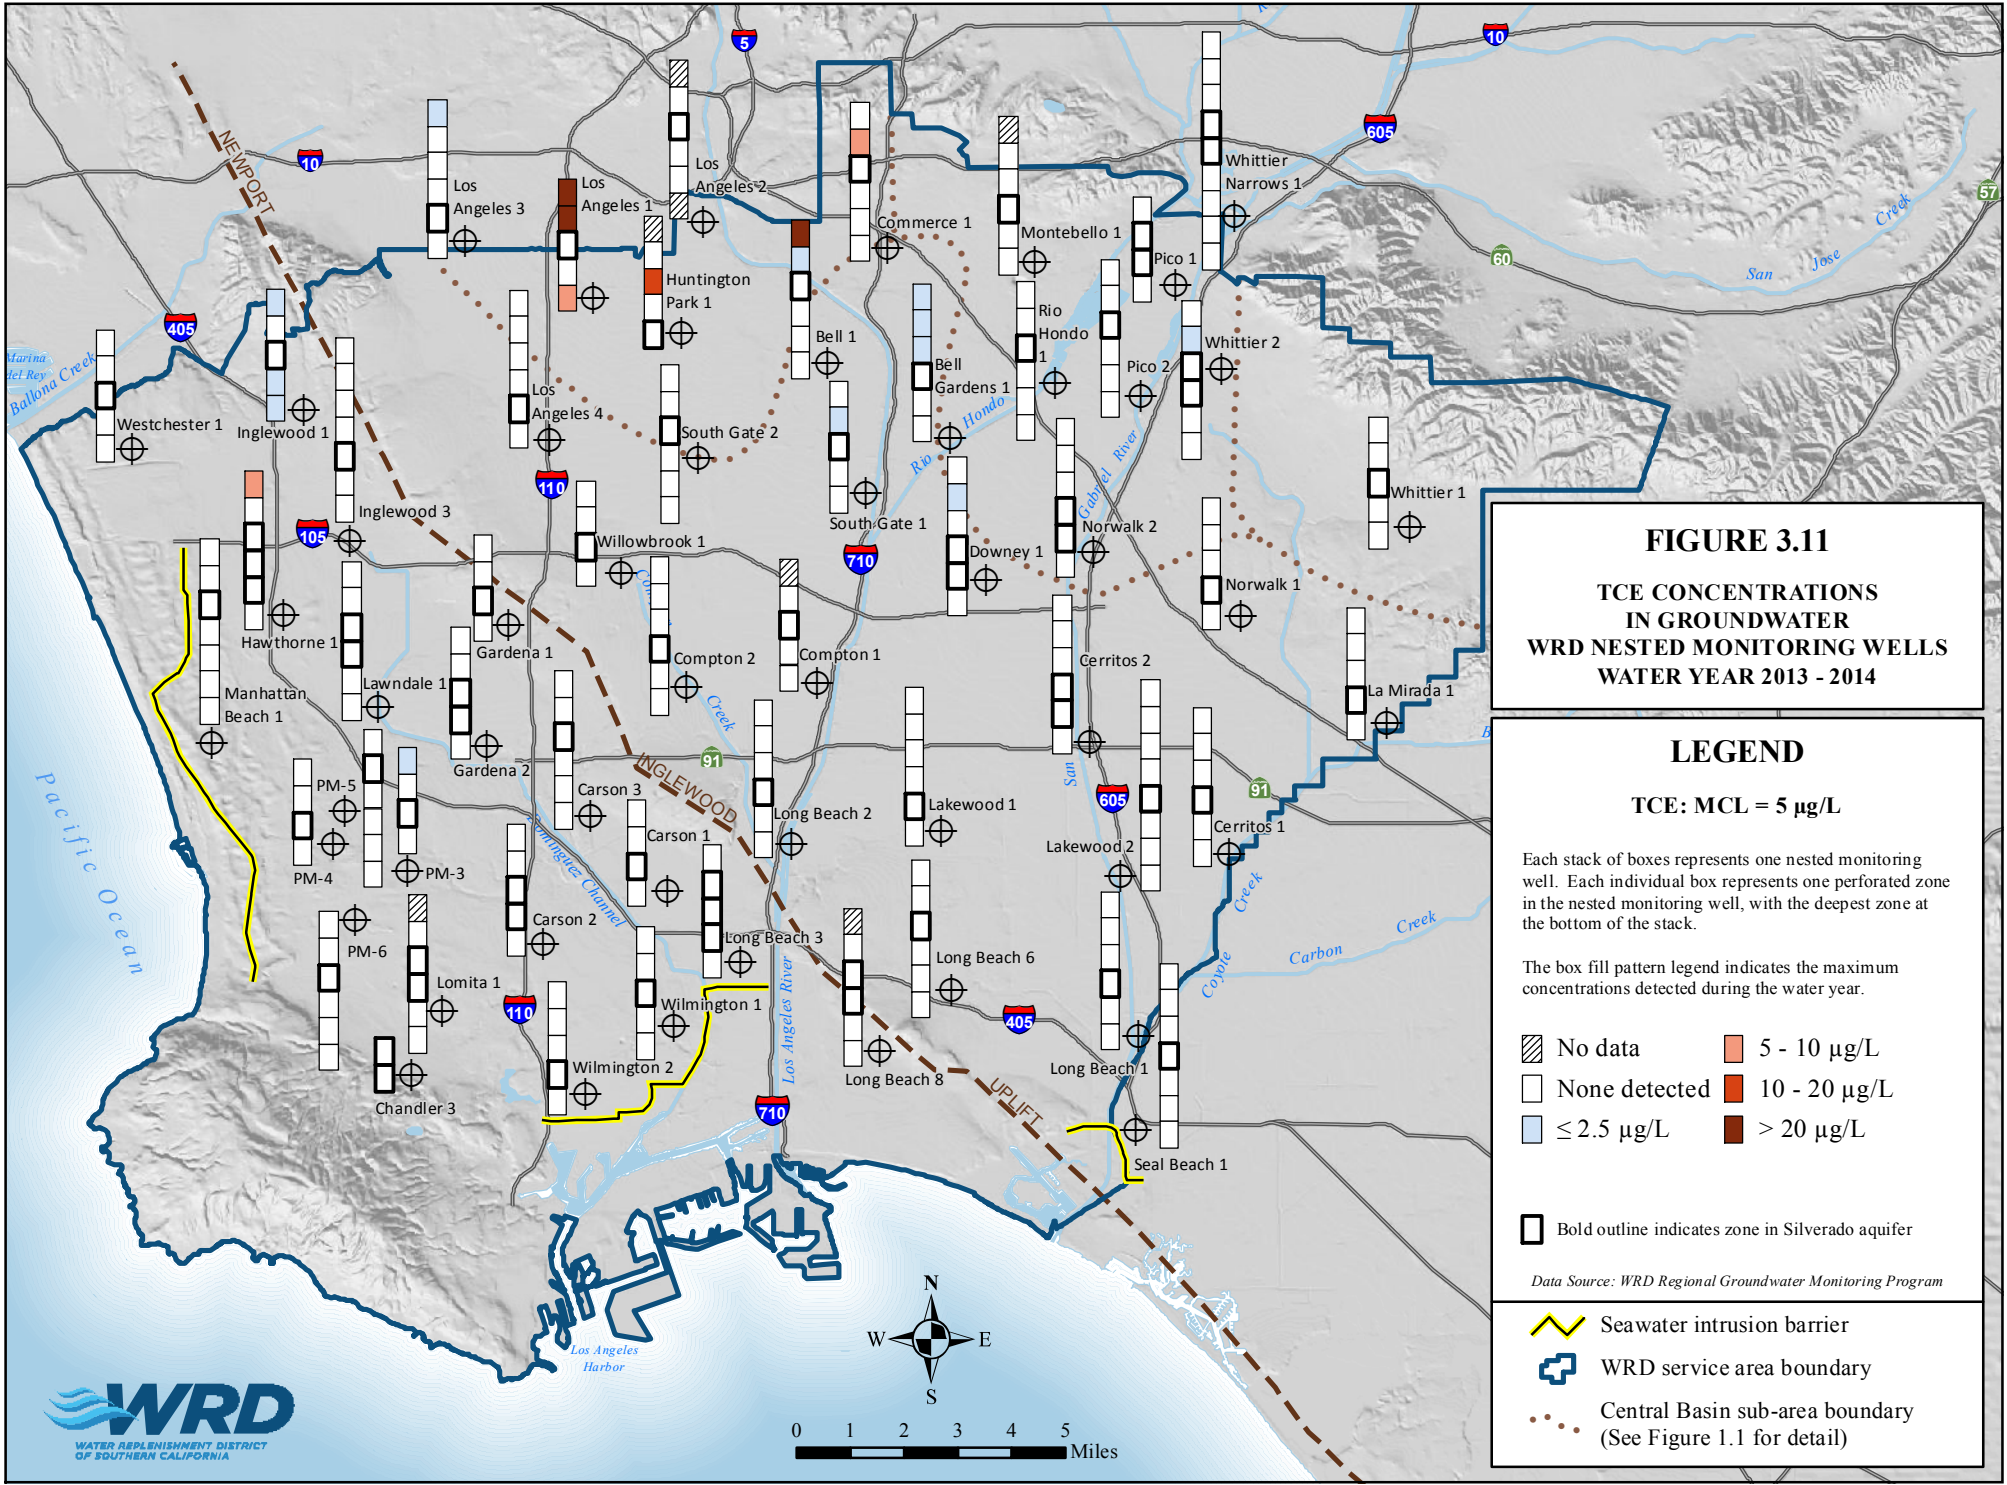 5
10
10
605
57
60
405
105
110
710
91
91
605
110
405
710
NEWPORT
INGLEWOOD
UPLIFT
Los
Angeles 3
Los
Angeles 1
Los
Angeles 2
Huntington
Park 1
Commerce 1
Montebello 1
Whittier
Narrows 1
Pico 1
San Jose Creek
Marina
del Rey
Ballona Creek
Westchester 1
Inglewood 1
Inglewood 3
Los
Angeles 4
South Gate 2
Bell 1
South Gate 1
Bell
Gardens 1
Rio
Hondo
1
Pico 2
Whittier 2
Whittier 1
Rio Hondo
San Gabriel River
Hawthorne 1
Manhattan
Beach 1
Lawndale 1
Gardena 1
Gardena 2
Willowbrook 1
Compton 2
Compton 1
Creek
Downey 1
Norwalk 2
Norwalk 1
Cerritos 2
La Mirada 1
PM-5
PM-4
PM-3
PM-6
Carson 3
Carson 1
Carson 2
Dominguez Channel
Long Beach 2
Lakewood 1
Lakewood 2
Cerritos 1
Long Beach 3
Long Beach 6
Lomita 1
Wilmington 1
Wilmington 2
Chandler 3
Los Angeles River
Long Beach 8
Long Beach 1
Seal Beach 1
Coyote Creek
Carbon Creek
Pacific Ocean
Los Angeles
Harbor
N
W
E
S
0 1 2 3 4 5
Miles
WRD
WATER REPLENISHMENT DISTRICT
OF SOUTHERN CALIFORNIA
FIGURE 3.11
TCE CONCENTRATIONS
IN GROUNDWATER
WRD NESTED MONITORING WELLS
WATER YEAR 2013 - 2014
LEGEND
TCE: MCL = 5 µg/L
Each stack of boxes represents one nested monitoring
well. Each individual box represents one perforated zone
in the nested monitoring well, with the deepest zone at
the bottom of the stack.
The box fill pattern legend indicates the maximum
concentrations detected during the water year.
No data
None detected
≤ 2.5 µg/L
5 - 10 µg/L
10 - 20 µg/L
> 20 µg/L
Bold outline indicates zone in Silverado aquifer
Data Source: WRD Regional Groundwater Monitoring Program
Seawater intrusion barrier
WRD service area boundary
Central Basin sub-area boundary
(See Figure 1.1 for detail)